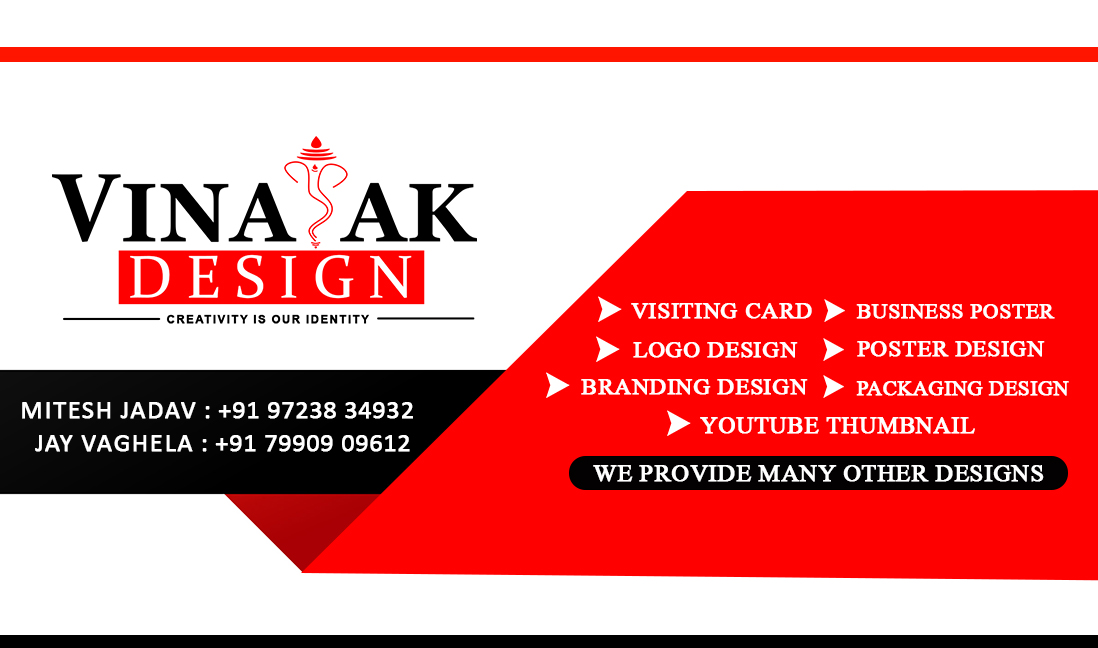 VINAYAK
DESIGN
CREATIVITY IS OUR IDENTITY
MITESH JADAV : +91 97238 34932
JAY VAGHELA : +91 79909 09612
VISITING CARD
BUSINESS POSTER
LOGO DESIGN
POSTER DESIGN
BRANDING DESIGN
PACKAGING DESIGN
YOUTUBE THUMBNAIL
WE PROVIDE MANY OTHER DESIGNS